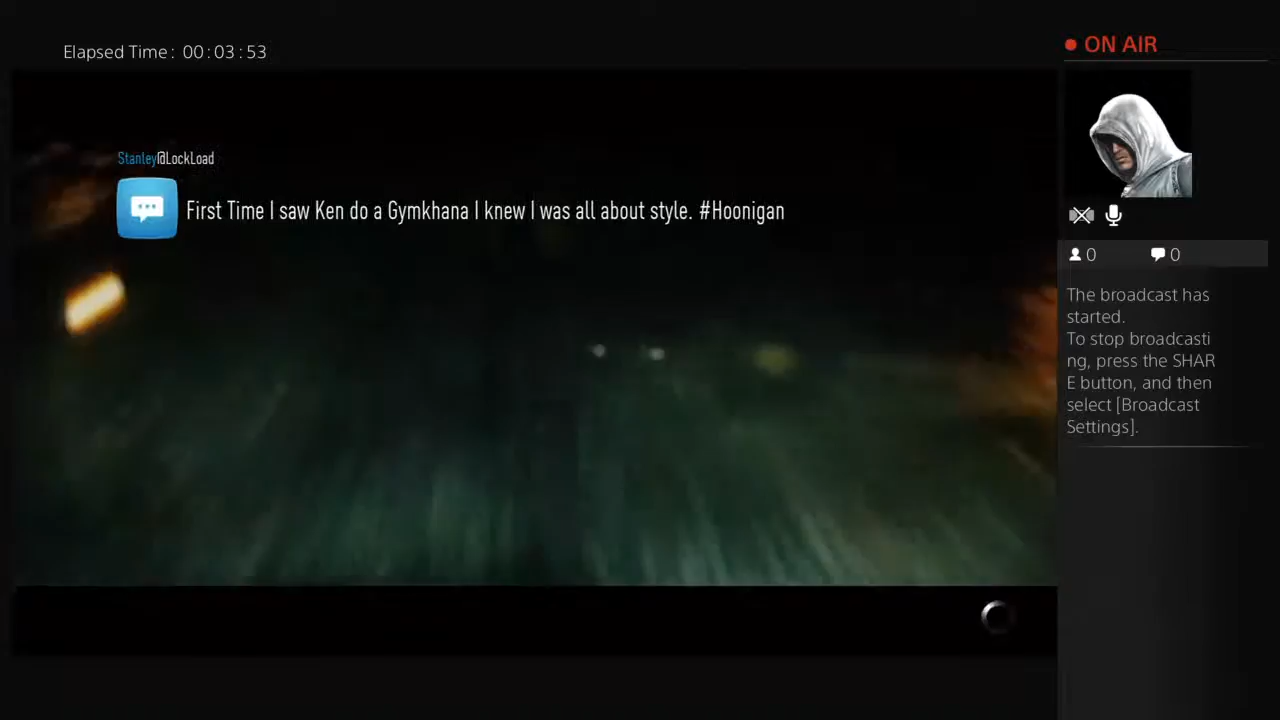 Elapsed Time: 00:03:53
ON AIR
Stanley@LockLoad
First Time I saw Ken do a Gymkhana I knew I was all about style. #Hoonigan
0 0
The broadcast has
started.
To stop broadcasti
ng, press the SHAR
E button, and then
select [Broadcast
Settings].